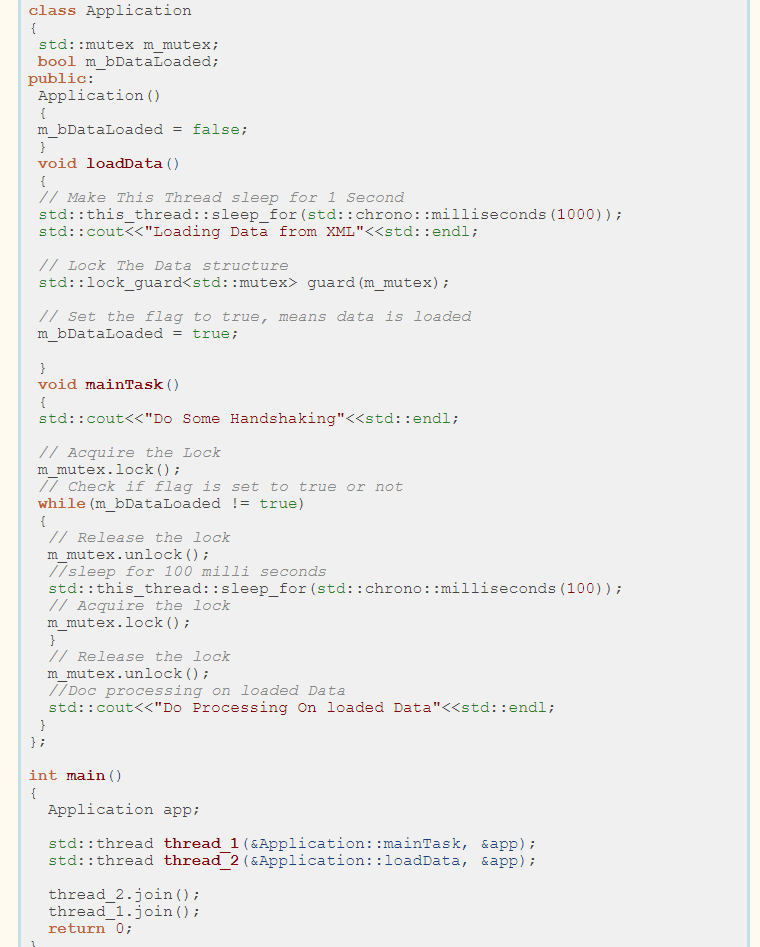 class Application
{
std::mutex m_mutex;
bool m_bDataLoaded;
public:
Application()
{
m_bDataLoaded = false;
}
void loadData()
{
// Make This Thread sleep for 1 Second
std::this_thread::sleep_for(std::chrono::milliseconds(1000));
std::cout<<"Loading Data from XML"<<std::endl;
// Lock The Data structure
std::lock_guard<std::mutex> guard(m_mutex);
// Set the flag to true, means data is loaded
m_bDataLoaded = true;
}
void mainTask()
{
std::cout<<"Do Some Handshaking"<<std::endl;
// Acquire the Lock
m_mutex.lock();
// Check if flag is set to true or not
while(m_bDataLoaded != true)
{
// Release the lock
m_mutex.unlock();
//sleep for 100 milli seconds
std::this_thread::sleep_for(std::chrono::milliseconds(100));
// Acquire the lock
m_mutex.lock();
}
// Release the lock
m_mutex.unlock();
//Doc processing on loaded Data
std::cout<<"Do Processing On loaded Data"<<std::endl;
}
};
int main()
{
Application app;
std::thread thread_1(&Application::mainTask, &app);
std::thread thread_2(&Application::loadData, &app);
thread_2.join();
thread_1.join();
return 0;
}